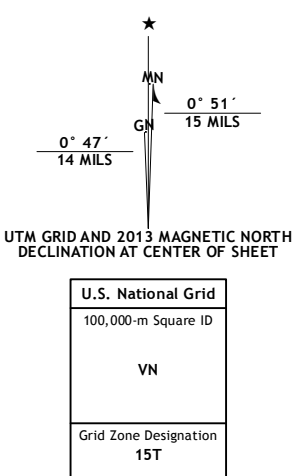 ★
MN
0° 51´
15 MILS
GN
0° 47´
14 MILS
UTM GRID AND 2013 MAGNETIC NORTH
DECLINATION AT CENTER OF SHEET
U.S. National Grid
100,000-m Square ID
VN
Grid Zone Designation
15T